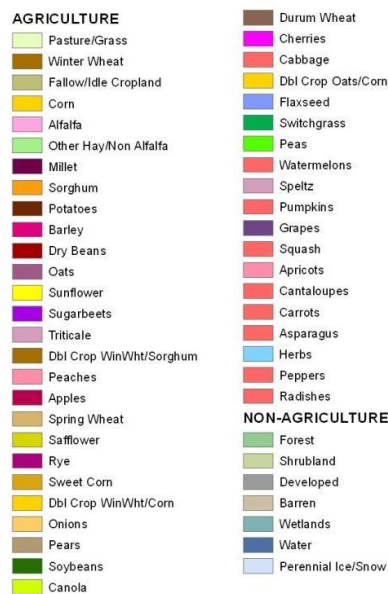 AGRICULTURE
Pasture/Grass
Winter Wheat
Fallow/Idle Cropland
Corn
Alfalfa
Other Hay/Non Alfalfa
Millet
Sorghum
Potatoes
Barley
Dry Beans
Oats
Sunflower
Sugarbeets
Triticale
Dbl Crop WinWht/Sorghum
Peaches
Apples
Spring Wheat
Safflower
Rye
Sweet Corn
Dbl Crop WinWht/Corn
Onions
Pears
Soybeans
Canola
Durum Wheat
Cherries
Cabbage
Dbl Crop Oats/Corn
Flaxseed
Switchgrass
Peas
Watermelons
Speltz
Pumpkins
Grapes
Squash
Apricots
Cantaloupes
Carrots
Asparagus
Herbs
Peppers
Radishes
NON-AGRICULTURE
Forest
Shrubland
Developed
Barren
Wetlands
Water
Perennial Ice/Snow